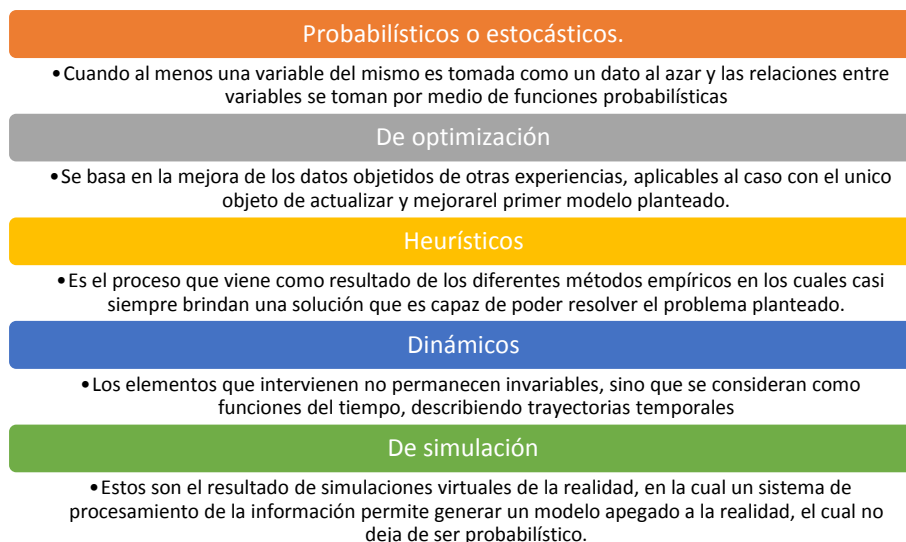 Probabilísticos o estocásticos.
•Cuando al menos una variable del mismo es tomada como un dato al azar y las relaciones entre
variables se toman por medio de funciones probabilísticas
De optimización
•Se basa en la mejora de los datos objetidos de otras experiencias, aplicables al caso con el unico
objeto de actualizar y mejorarel primer modelo planteado.
Heurísticos
•Es el proceso que viene como resultado de los diferentes métodos empíricos en los cuales casi
siempre brindan una solución que es capaz de poder resolver el problema planteado.
Dinámicos
•Los elementos que intervienen no permanecen invariables, sino que se consideran como
funciones del tiempo, describiendo trayectorias temporales
De simulación
•Estos son el resultado de simulaciones virtuales de la realidad, en la cual un sistema de
procesamiento de la información permite generar un modelo apegado a la realidad, el cual no
deja de ser probabilístico.